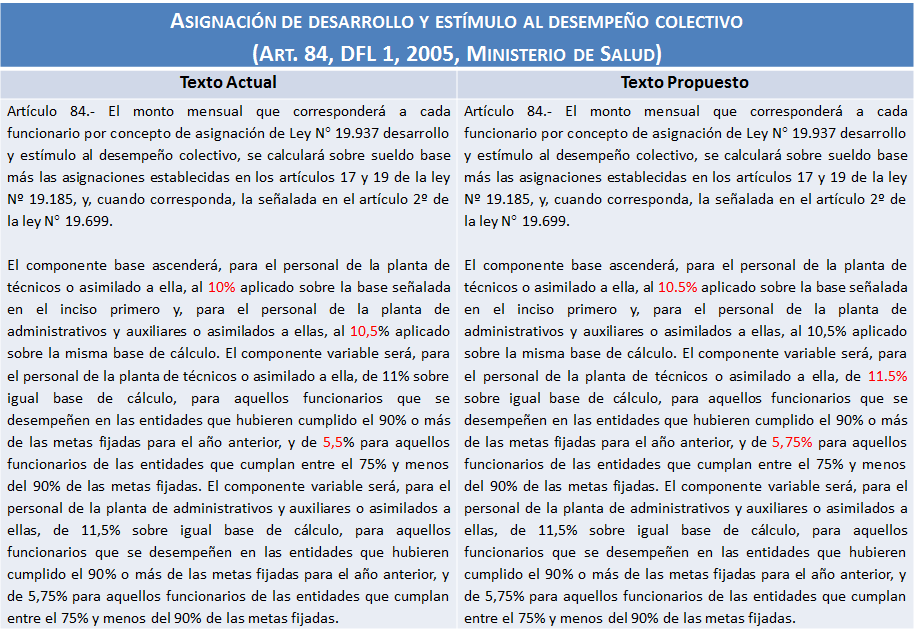 ASIGNACIÓN DE DESARROLLO Y ESTÍMULO AL DESEMPEÑO COLECTIVO
(ART. 84, DFL 1, 2005, MINISTERIO DE SALUD)
Texto Actual
Artículo 84.- El monto mensual que corresponderá a cada
funcionario por concepto de asignación de Ley N° 19.937 desarrollo
y estímulo al desempeño colectivo, se calculará sobre sueldo base
más las asignaciones establecidas en los artículos 17 y 19 de la ley
Nº 19.185, y, cuando corresponda, la señalada en el artículo 2º de
la ley N° 19.699.
El componente base ascenderá, para el personal de la planta de
técnicos o asimilado a ella, al 10% aplicado sobre la base señalada
en el inciso primero y, para el personal de la planta de
administrativos y auxiliares o asimilados a ellas, al 10,5% aplicado
sobre la misma base de cálculo. El componente variable será, para
el personal de la planta de técnicos o asimilado a ella, de 11% sobre
igual base de cálculo, para aquellos funcionarios que se
desempeñen en las entidades que hubieren cumplido el 90% o más
de las metas fijadas para el año anterior, y de 5,5% para aquellos
funcionarios de las entidades que cumplan entre el 75% y menos
del 90% de las metas fijadas. El componente variable será, para el
personal de la planta de administrativos y auxiliares o asimilados a
ellas, de 11,5% sobre igual base de cálculo, para aquellos
funcionarios que se desempeñen en las entidades que hubieren
cumplido el 90% o más de las metas fijadas para el año anterior, y
de 5,75% para aquellos funcionarios de las entidades que cumplan
entre el 75% y menos del 90% de las metas fijadas.
Texto Propuesto
Artículo 84.- El monto mensual que corresponderá a cada
funcionario por concepto de asignación de Ley N° 19.937 desarrollo
y estímulo al desempeño colectivo, se calculará sobre sueldo base
más las asignaciones establecidas en los artículos 17 y 19 de la ley
Nº 19.185, y, cuando corresponda, la señalada en el artículo 2º de
la ley N° 19.699.
El componente base ascenderá, para el personal de la planta de
técnicos o asimilado a ella, al 10.5% aplicado sobre la base señalada
en el inciso primero y, para el personal de la planta de
administrativos y auxiliares o asimilados a ellas, al 10,5% aplicado
sobre la misma base de cálculo. El componente variable será, para
el personal de la planta de técnicos o asimilado a ella, de 11.5%
sobre igual base de cálculo, para aquellos funcionarios que se
desempeñen en las entidades que hubieren cumplido el 90% o más
de las metas fijadas para el año anterior, y de 5,75% para aquellos
funcionarios de las entidades que cumplan entre el 75% y menos
del 90% de las metas fijadas. El componente variable será, para el
personal de la planta de administrativos y auxiliares o asimilados a
ellas, de 11,5% sobre igual base de cálculo, para aquellos
funcionarios que se desempeñen en las entidades que hubieren
cumplido el 90% o más de las metas fijadas para el año anterior, y
de 5,75% para aquellos funcionarios de las entidades que cumplan
entre el 75% y menos del 90% de las metas fijadas.